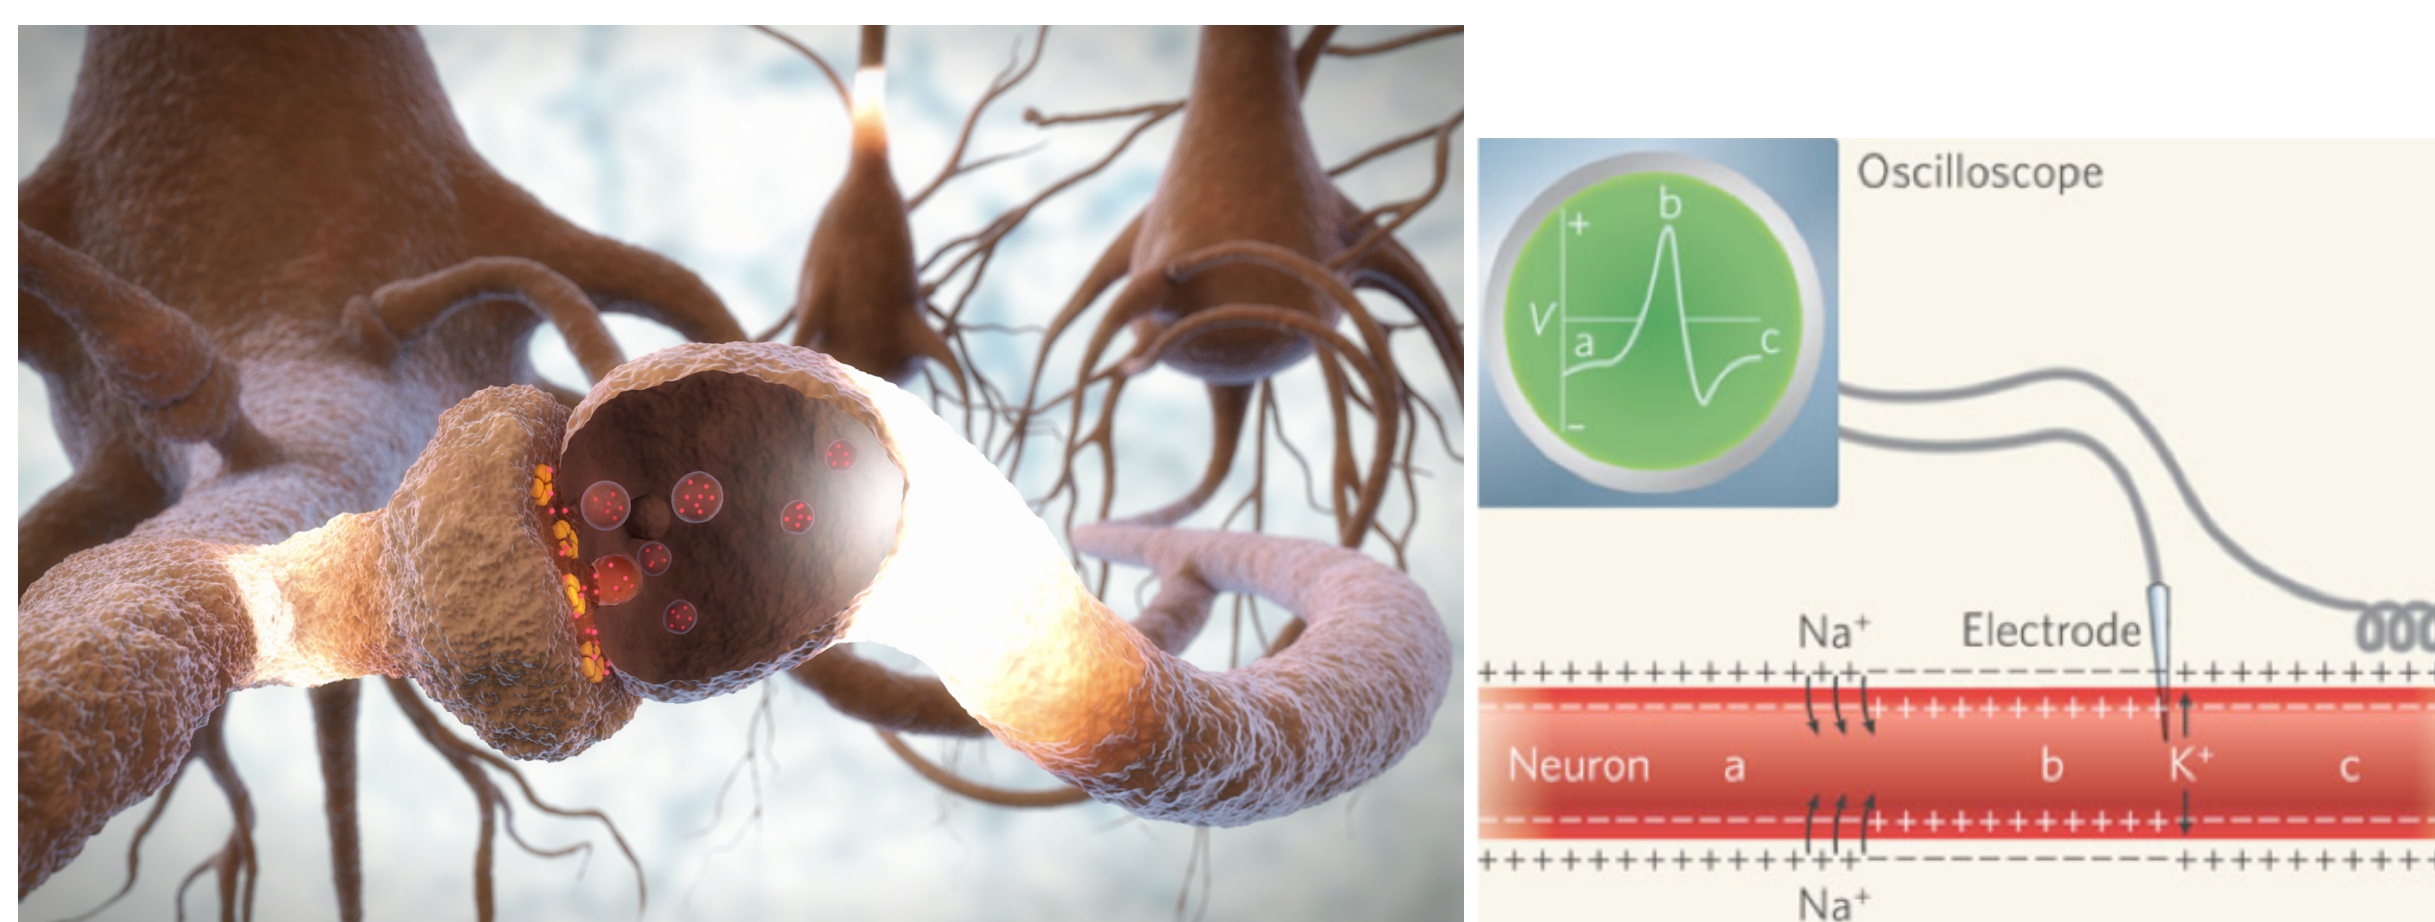 Oscilloscope
b
+
V
a
c
-
Na⁺
Electrode
+++++++++++++ ---------- +++++++++
------------ +++++++++++ --------
Neuron a b K⁺ c
------------ +++++++++++ --------
++++++++++++++ ---------- +++++++++
Na⁺